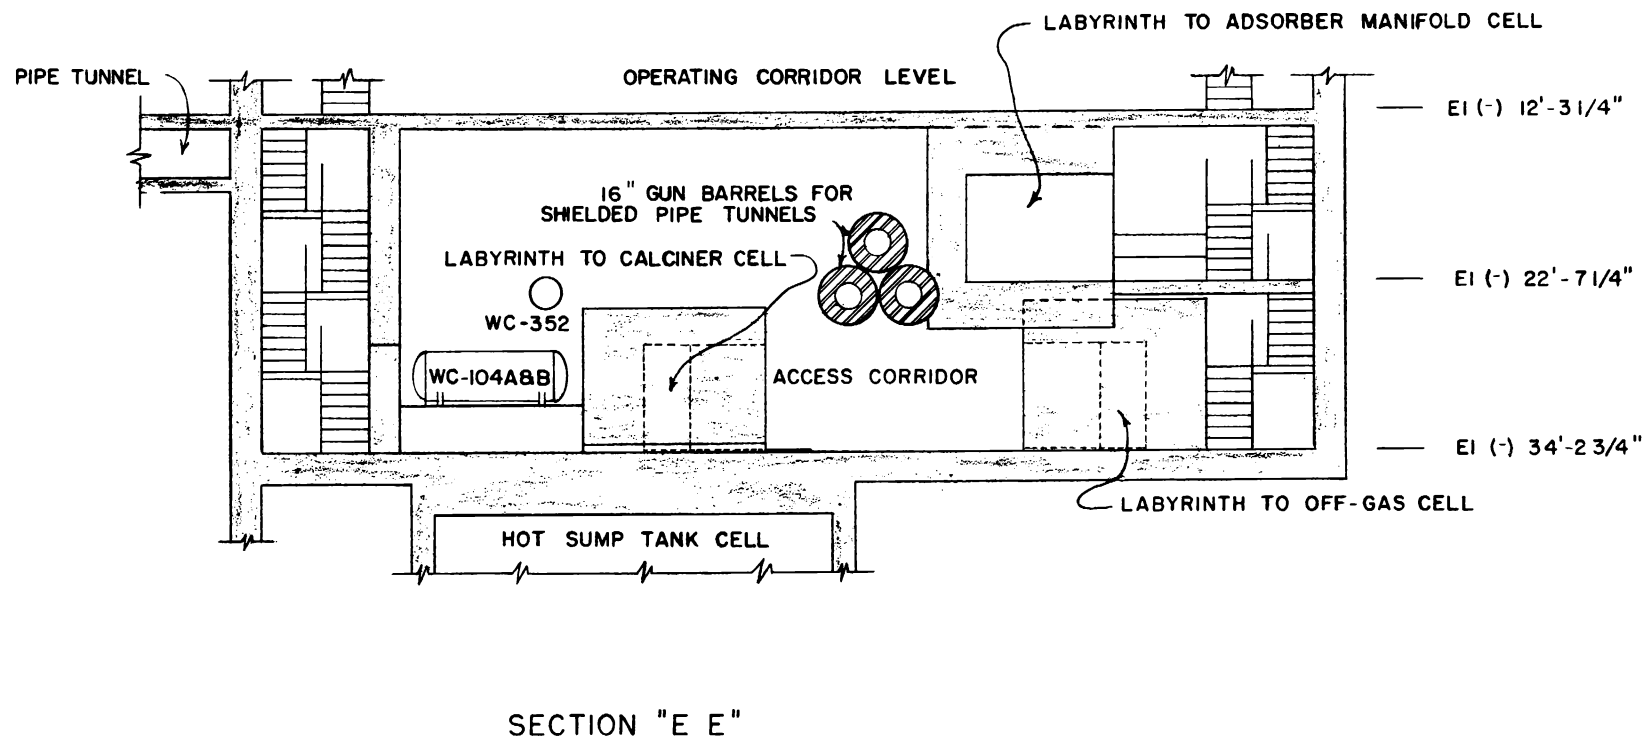 LABYRINTH TO ADSORBER MANIFOLD CELL
PIPE TUNNEL
OPERATING CORRIDOR LEVEL
El (-) 12'-3 1/4"
16" GUN BARRELS FOR
SHIELDED PIPE TUNNELS
LABYRINTH TO CALCINER CELL
El (-) 22'-7 1/4"
WC-352
WC-104A&B
ACCESS CORRIDOR
El (-) 34'-2 3/4"
LABYRINTH TO OFF-GAS CELL
HOT SUMP TANK CELL
SECTION "E E"